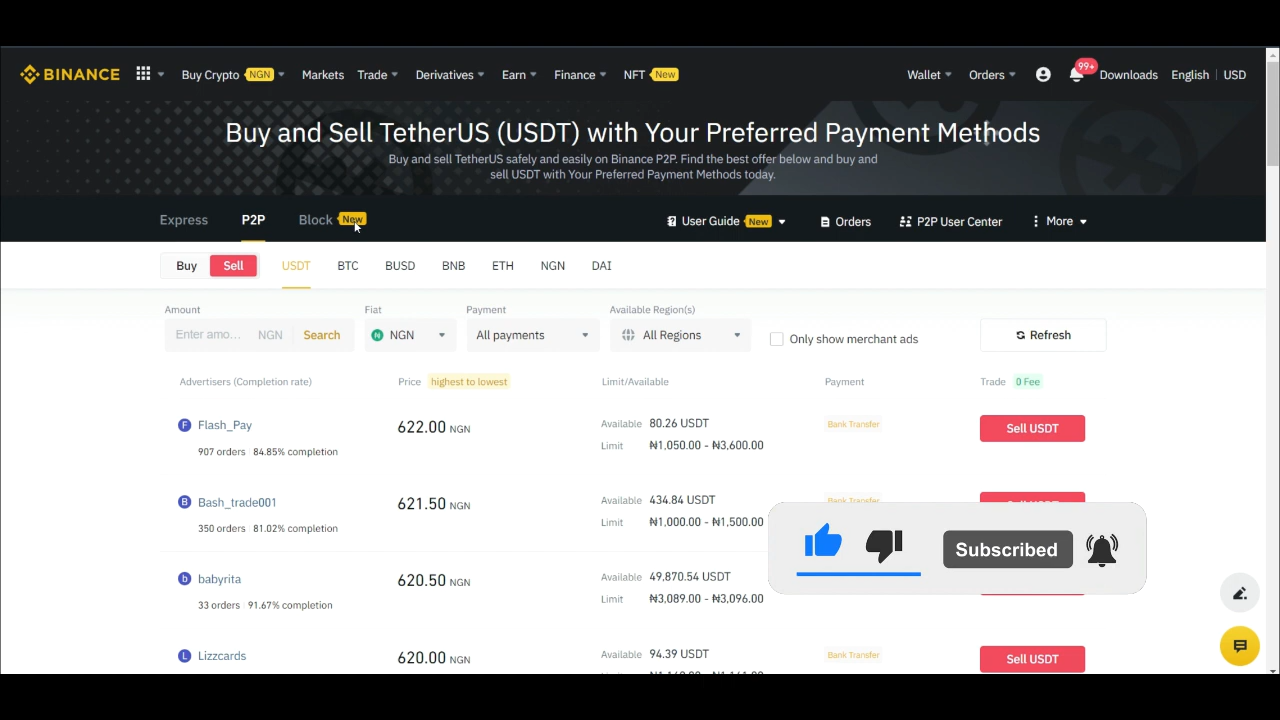 BINANCE Buy Crypto NGN Markets Trade Derivatives Earn Finance NFT New Wallet Orders 99+ Downloads English USD
Buy and Sell TetherUS (USDT) with Your Preferred Payment Methods
Buy and sell TetherUS safely and easily on Binance P2P. Find the best offer below and buy and
sell USDT with Your Preferred Payment Methods today.
Express P2P Block New User Guide New Orders P2P User Center More
Buy Sell USDT BTC BUSD BNB ETH NGN DAI
Amount Fiat Payment Available Region(s)
Enter amo... NGN Search N NGN All payments All Regions Only show merchant ads Refresh
Advertisers (Completion rate) Price highest to lowest Limit/Available Payment Trade 0 Fee
F Flash_Pay 622.00 NGN Available 80.26 USDT Bank Transfer Sell USDT
907 orders 84.85% completion Limit ₦1,050.00 - ₦3,600.00
B Bash_trade001 621.50 NGN Available 434.84 USDT Bank Transfer
350 orders 81.02% completion Limit ₦1,000.00 - ₦1,500.00
Subscribed
b babyrita 620.50 NGN Available 49,870.54 USDT
33 orders 91.67% completion Limit ₦3,089.00 - ₦3,096.00
L Lizzcards 620.00 NGN Available 94.39 USDT Bank Transfer Sell USDT